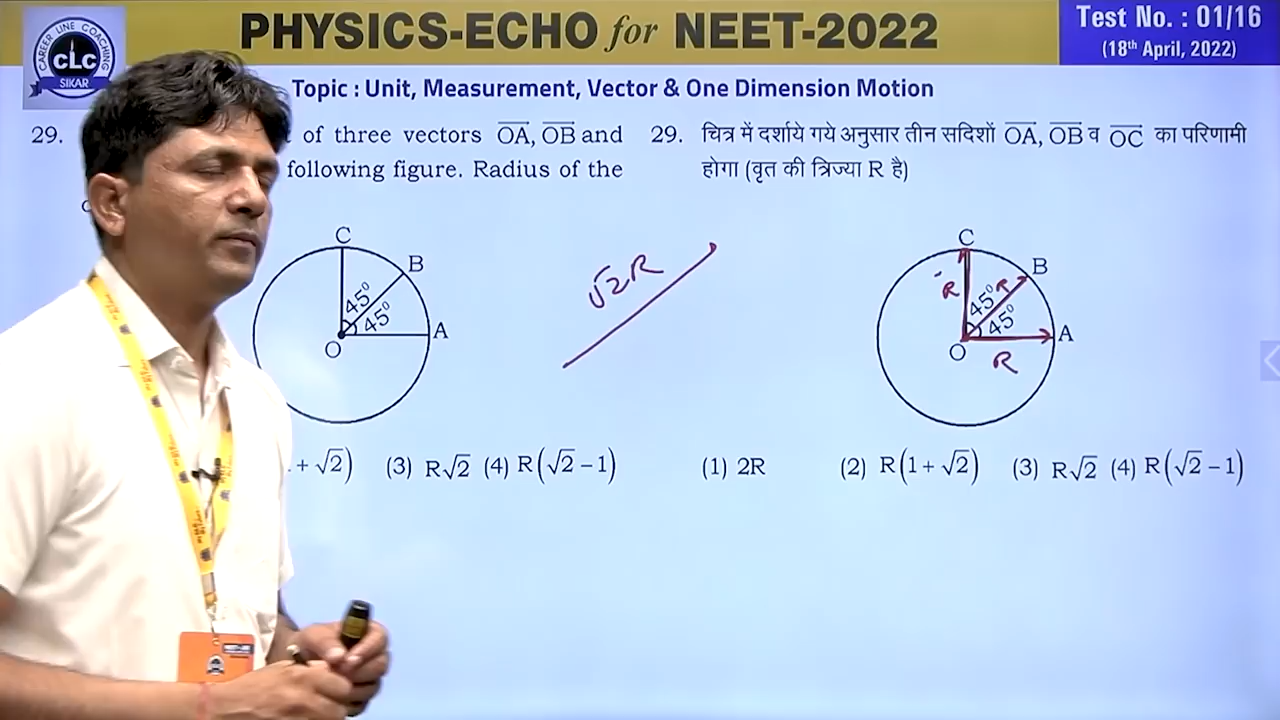 PHYSICS-ECHO for NEET-2022
Test No. : 01/16
(18th April, 2022)
CAREER LINE COACHING
CLC
SIKAR
Topic : Unit, Measurement, Vector & One Dimension Motion
29. of three vectors OA, OB and
following figure. Radius of the
C
B
45°
45°
A
O
+ √2) (3) R√2 (4) R(√2 – 1)
√2R
29. चित्र में दर्शाये गये अनुसार तीन सदिशों OA, OB व OC का परिणामी
होगा (वृत की त्रिज्या R है)
C
B
R 45° R
45°
A
O
R
(1) 2R (2) R(1 + √2) (3) R√2 (4) R(√2 – 1)